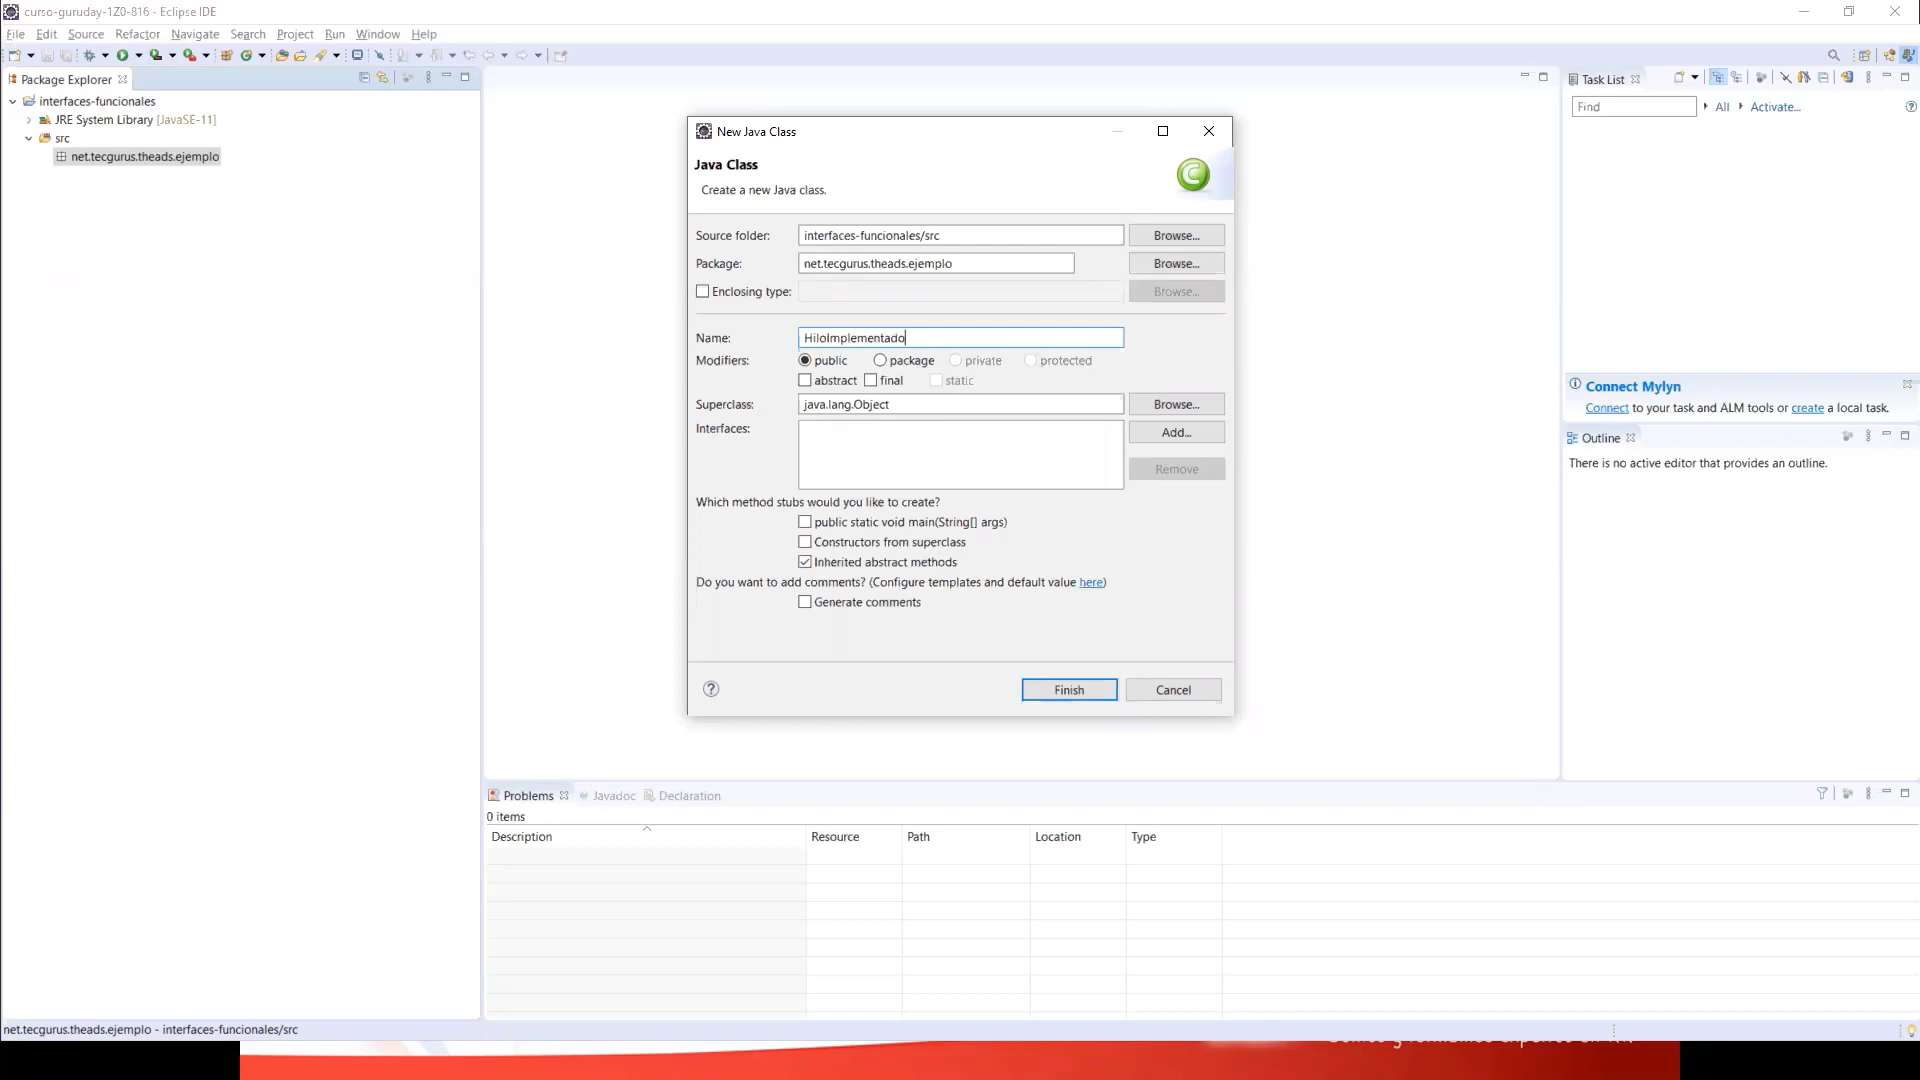 curso-guruday-1Z0-816 - Eclipse IDE
File Edit Source Refactor Navigate Search Project Run Window Help
Package Explorer
interfaces-funcionales
JRE System Library [JavaSE-11]
src
net.tecgurus.theads.ejemplo
New Java Class
Java Class
Create a new Java class.
Source folder: interfaces-funcionales/src Browse...
Package: net.tecgurus.theads.ejemplo Browse...
Enclosing type: Browse...
Name: HiloImplementado
Modifiers: public package private protected
abstract final static
Superclass: java.lang.Object Browse...
Interfaces: Add...
Remove
Which method stubs would you like to create?
public static void main(String[] args)
Constructors from superclass
Inherited abstract methods
Do you want to add comments? (Configure templates and default value here)
Generate comments
Finish Cancel
Task List
Find All Activate...
Connect Mylyn
Connect to your task and ALM tools or create a local task.
Outline
There is no active editor that provides an outline.
Problems Javadoc Declaration
0 items
Description Resource Path Location Type
net.tecgurus.theads.ejemplo - interfaces-funcionales/src